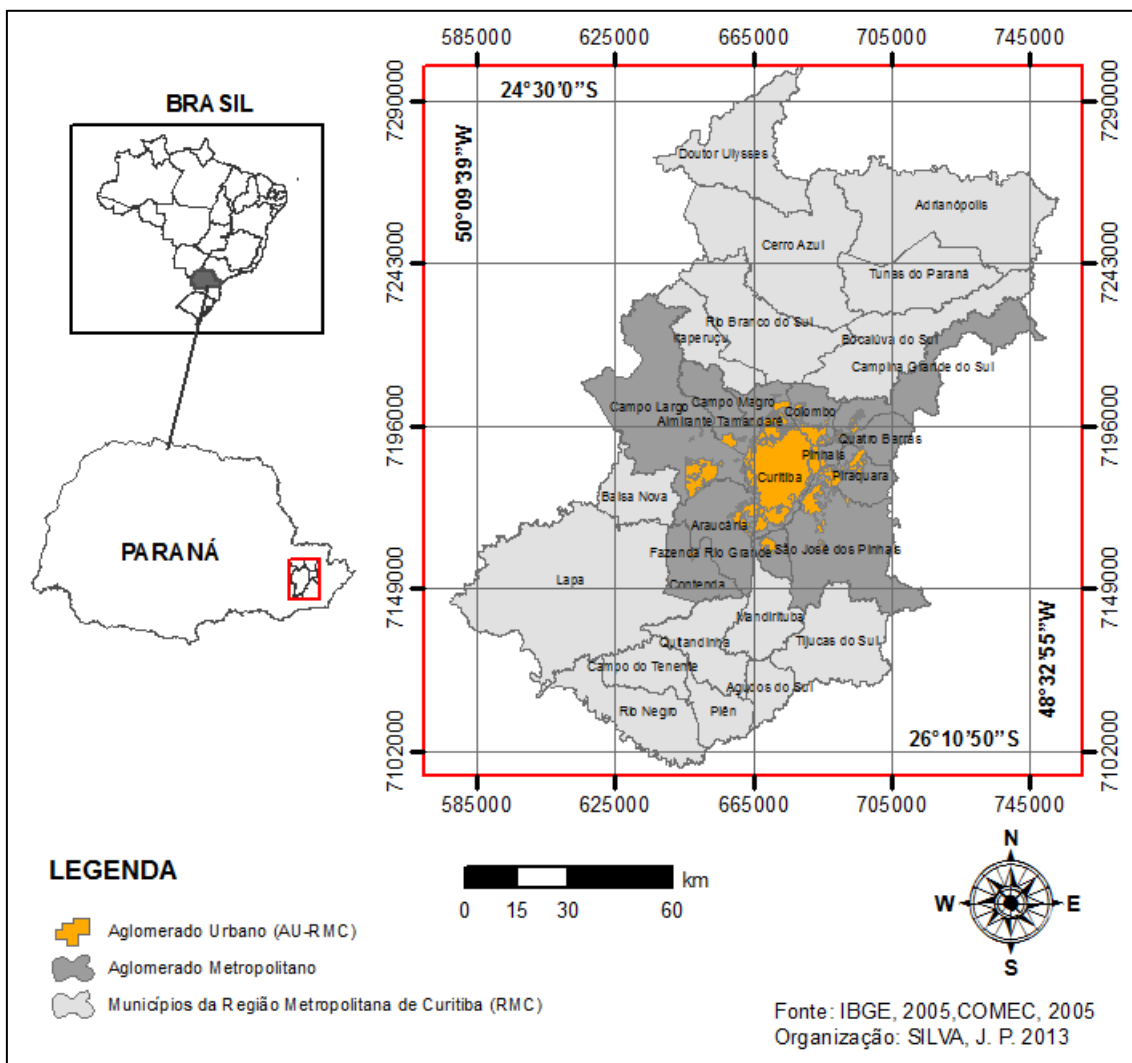 BRASIL
PARANÁ
585000 625000 665000 705000 745000
7290000
7243000
7196000
7149000
7102000
24°30'0"S
50°09'39"W
Doutor Ulysses
Adrianópolis
Cerro Azul
Tunas do Paraná
Rio Branco do Sul
Itaperuçu
Bocaiúva do Sul
Campina Grande do Sul
Campo Magro
Campo Largo
Colombo
Almirante Tamandaré
Quatro Barras
Pinhais
Curitiba
Piraquara
Balsa Nova
Araucária
Fazenda Rio Grande
São José dos Pinhais
Lapa
Contenda
Mandirituba
Quitandinha
Tijucas do Sul
Campo do Tenente
Agudos do Sul
Rio Negro
Piên
48°32'55"W
26°10'50"S
7290000
7243000
7196000
7149000
7102000
585000 625000 665000 705000 745000
LEGENDA
Aglomerado Urbano (AU-RMC)
Aglomerado Metropolitano
Municípios da Região Metropolitana de Curitiba (RMC)
km
0 15 30 60
N
W E
S
Fonte: IBGE, 2005,COMEC, 2005
Organização: SILVA, J. P. 2013